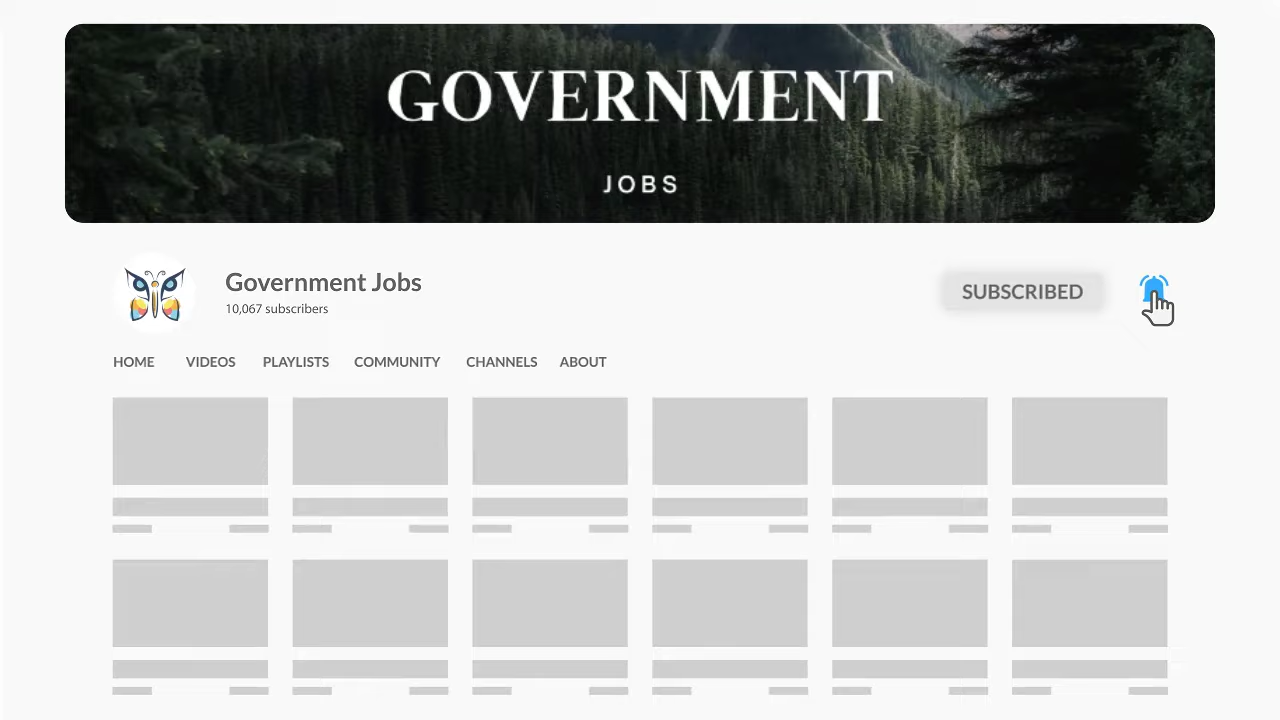 GOVERNMENT
JOBS
Government Jobs
10,067 subscribers
SUBSCRIBED
HOME VIDEOS PLAYLISTS COMMUNITY CHANNELS ABOUT